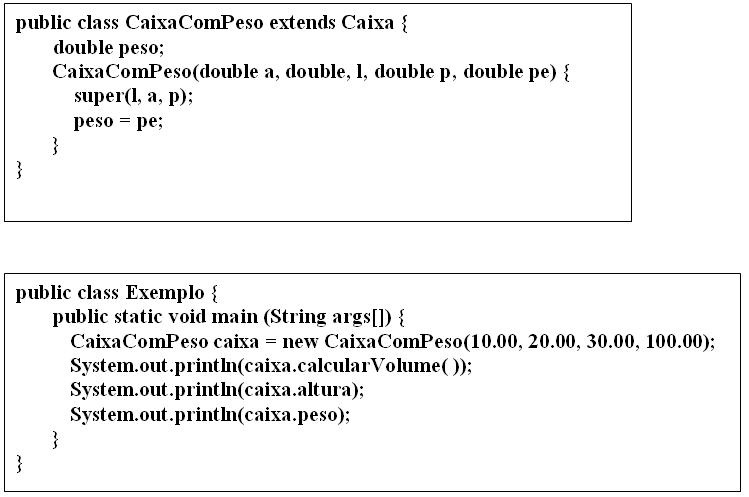 public class CaixaComPeso extends Caixa {
double peso;
CaixaComPeso(double a, double, l, double p, double pe) {
super(l, a, p);
peso = pe;
}
}
public class Exemplo {
public static void main (String args[]) {
CaixaComPeso caixa = new CaixaComPeso(10.00, 20.00, 30.00, 100.00);
System.out.println(caixa.calcularVolume( ));
System.out.println(caixa.altura);
System.out.println(caixa.peso);
}
}